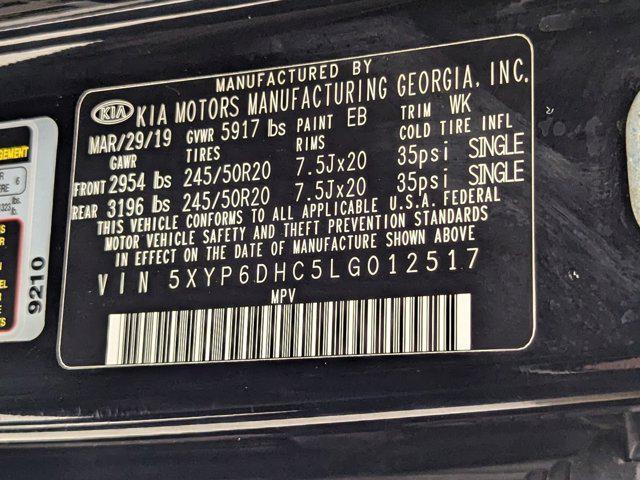 MANUFACTURED BY
KIA KIA MOTORS MANUFACTURING GEORGIA, INC.
MAR/29/19 GVWR 5917 lbs PAINT EB TRIM WK
GAWR TIRES RIMS COLD TIRE INFL
FRONT 2954 lbs 245/50R20 7.5Jx20 35psi SINGLE
REAR 3196 lbs 245/50R20 7.5Jx20 35psi SINGLE
THIS VEHICLE CONFORMS TO ALL APPLICABLE U.S.A. FEDERAL
MOTOR VEHICLE SAFETY AND THEFT PREVENTION STANDARDS
IN EFFECT ON THE DATE OF MANUFACTURE SHOWN ABOVE
VIN 5XYP6DHC5LG012517
MPV
9210